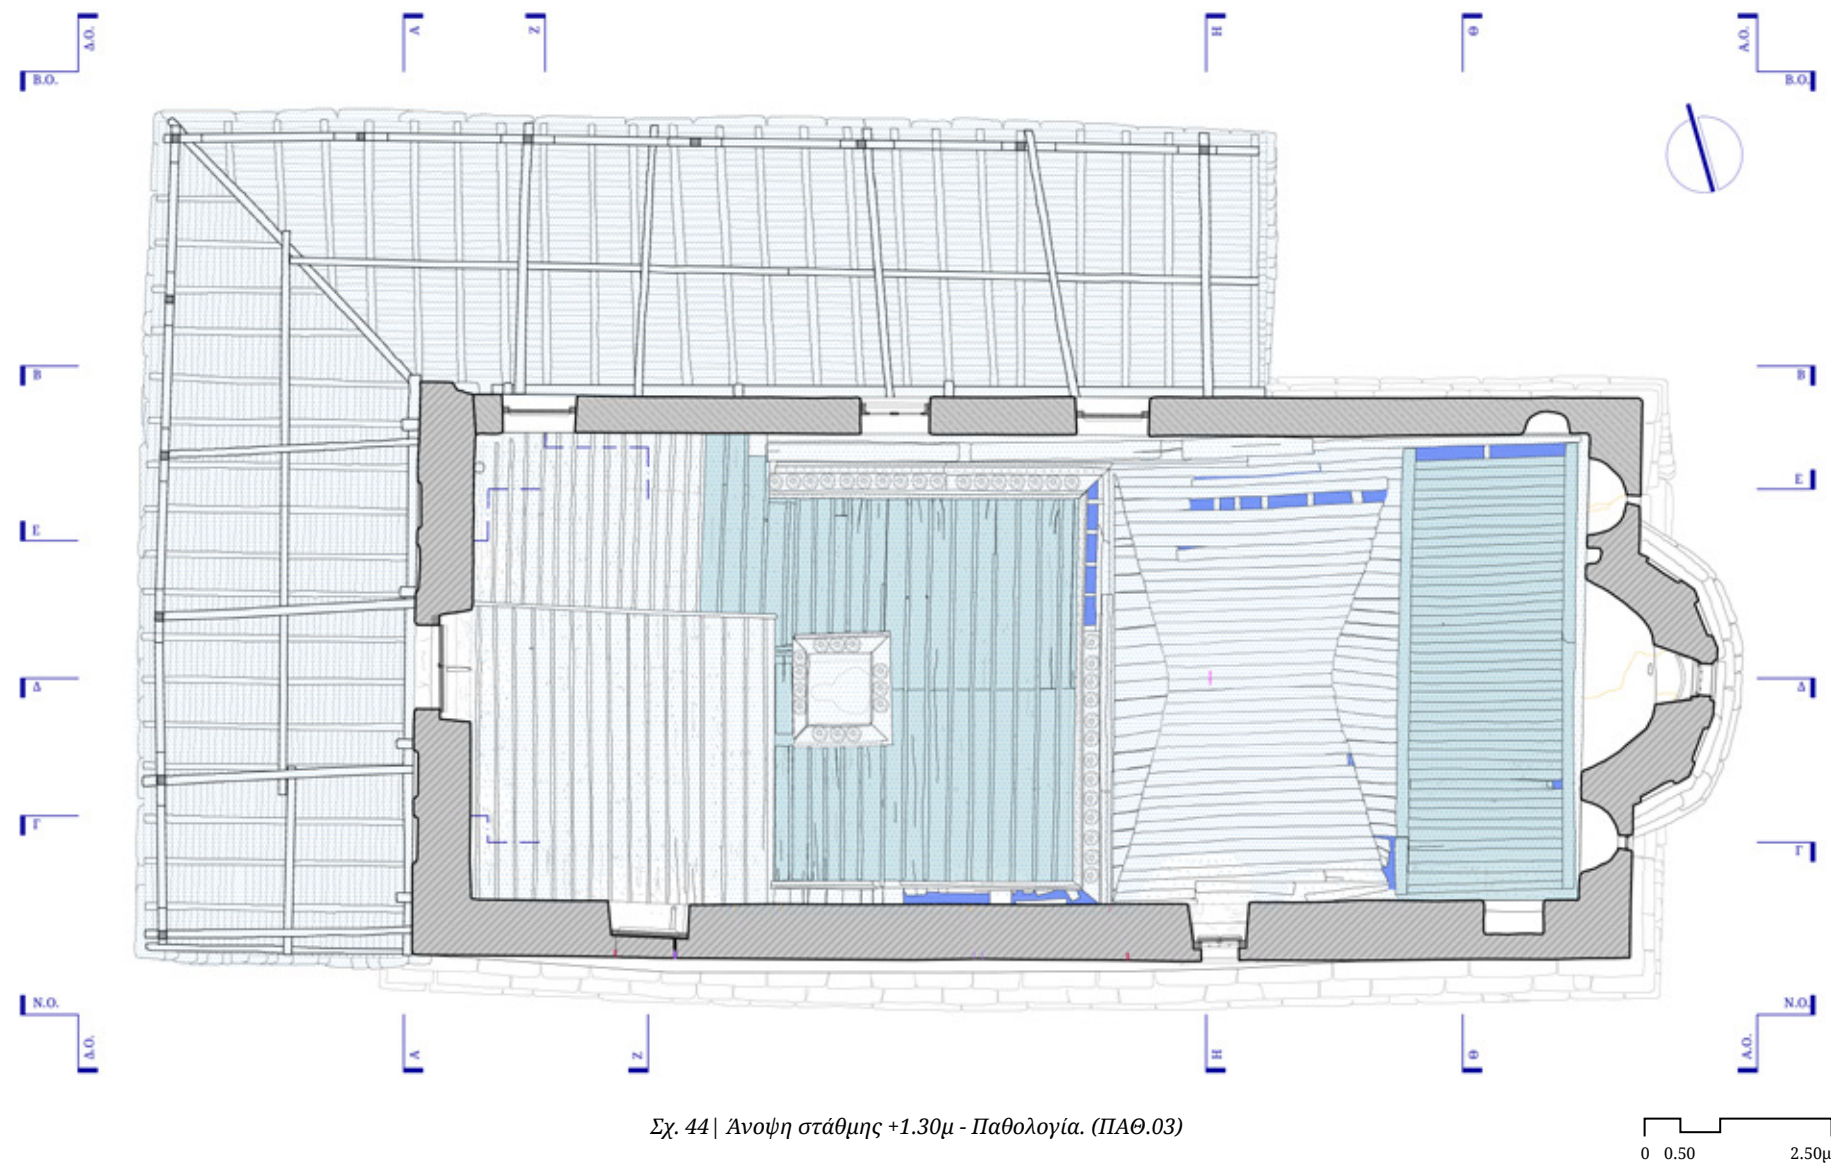 Δ.Ο. Α Ζ Η Θ Α.Ο.
Β.Ο. Β.Ο.
Β Β
Ε
Ε
Δ Δ
Γ
Γ
Ν.Ο. Ν.Ο.
Δ.Ο. Α Ζ Η Θ Α.Ο.
Σχ. 44| Άνοψη στάθμης +1.30μ - Παθολογία. (ΠΑΘ.03)
0 0.50 2.50μ